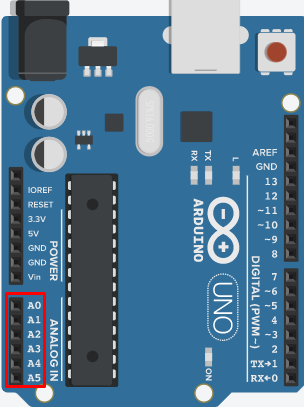 RX
TX
L
AREF
GND
13
12
~11
~10
~9
8
IOREF
RESET
3.3V
5V
GND
GND
Vin
POWER
ARDUINO
UNO
DIGITAL (PWM~)
7
~6
~5
4
~3
2
TX→1
RX←0
A0
A1
A2
A3
A4
A5
ANALOG IN
ON